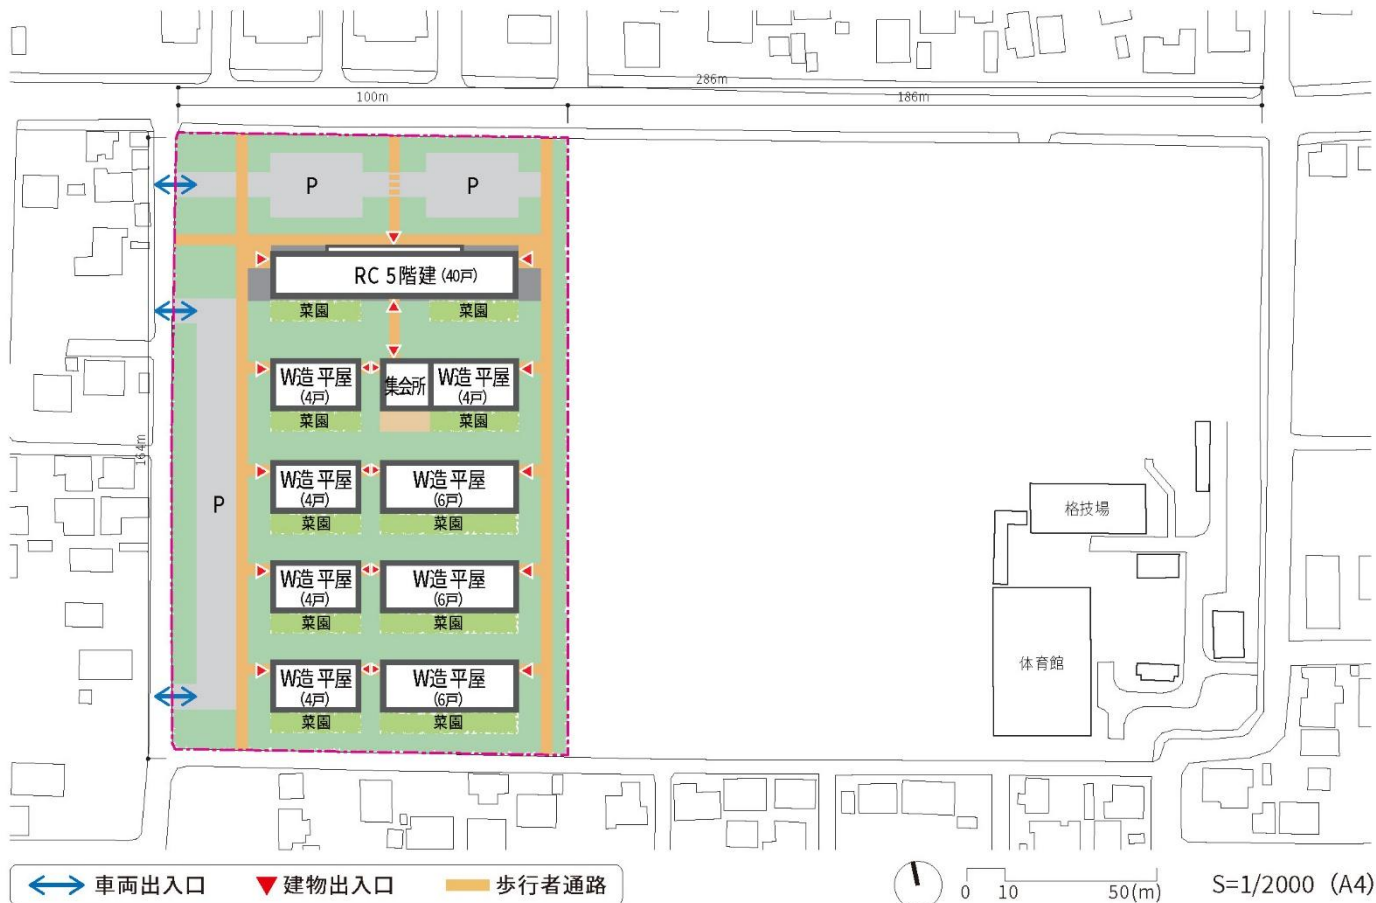 286m
100m
186m
P
P
RC 5階建 (40戸)
菜園
菜園
W造 平屋
(4戸)
集会所
W造 平屋
(4戸)
菜園
菜園
164m
P
W造 平屋
(4戸)
W造 平屋
(6戸)
菜園
菜園
格技場
W造 平屋
(4戸)
W造 平屋
(6戸)
菜園
菜園
体育館
W造 平屋
(4戸)
W造 平屋
(6戸)
菜園
菜園
車両出入口
建物出入口
歩行者通路
0 10 50(m)
S=1/2000 (A4)